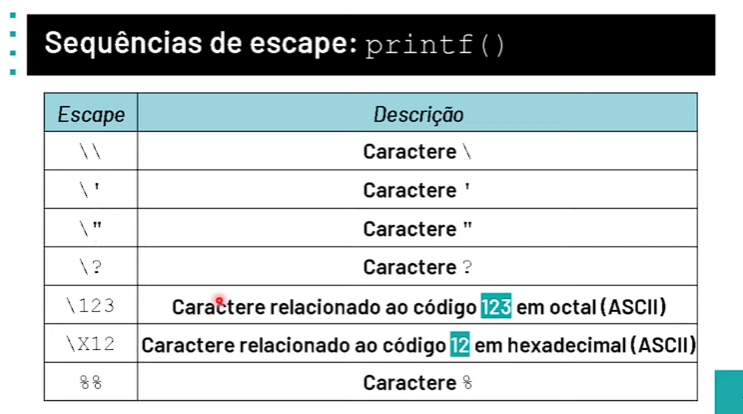 Sequências de escape: printf()
Escape Descrição
\\ Caractere \
\' Caractere '
\" Caractere "
\? Caractere ?
\123 Caractere relacionado ao código 123 em octal (ASCII)
\X12 Caractere relacionado ao código 12 em hexadecimal (ASCII)
%% Caractere %